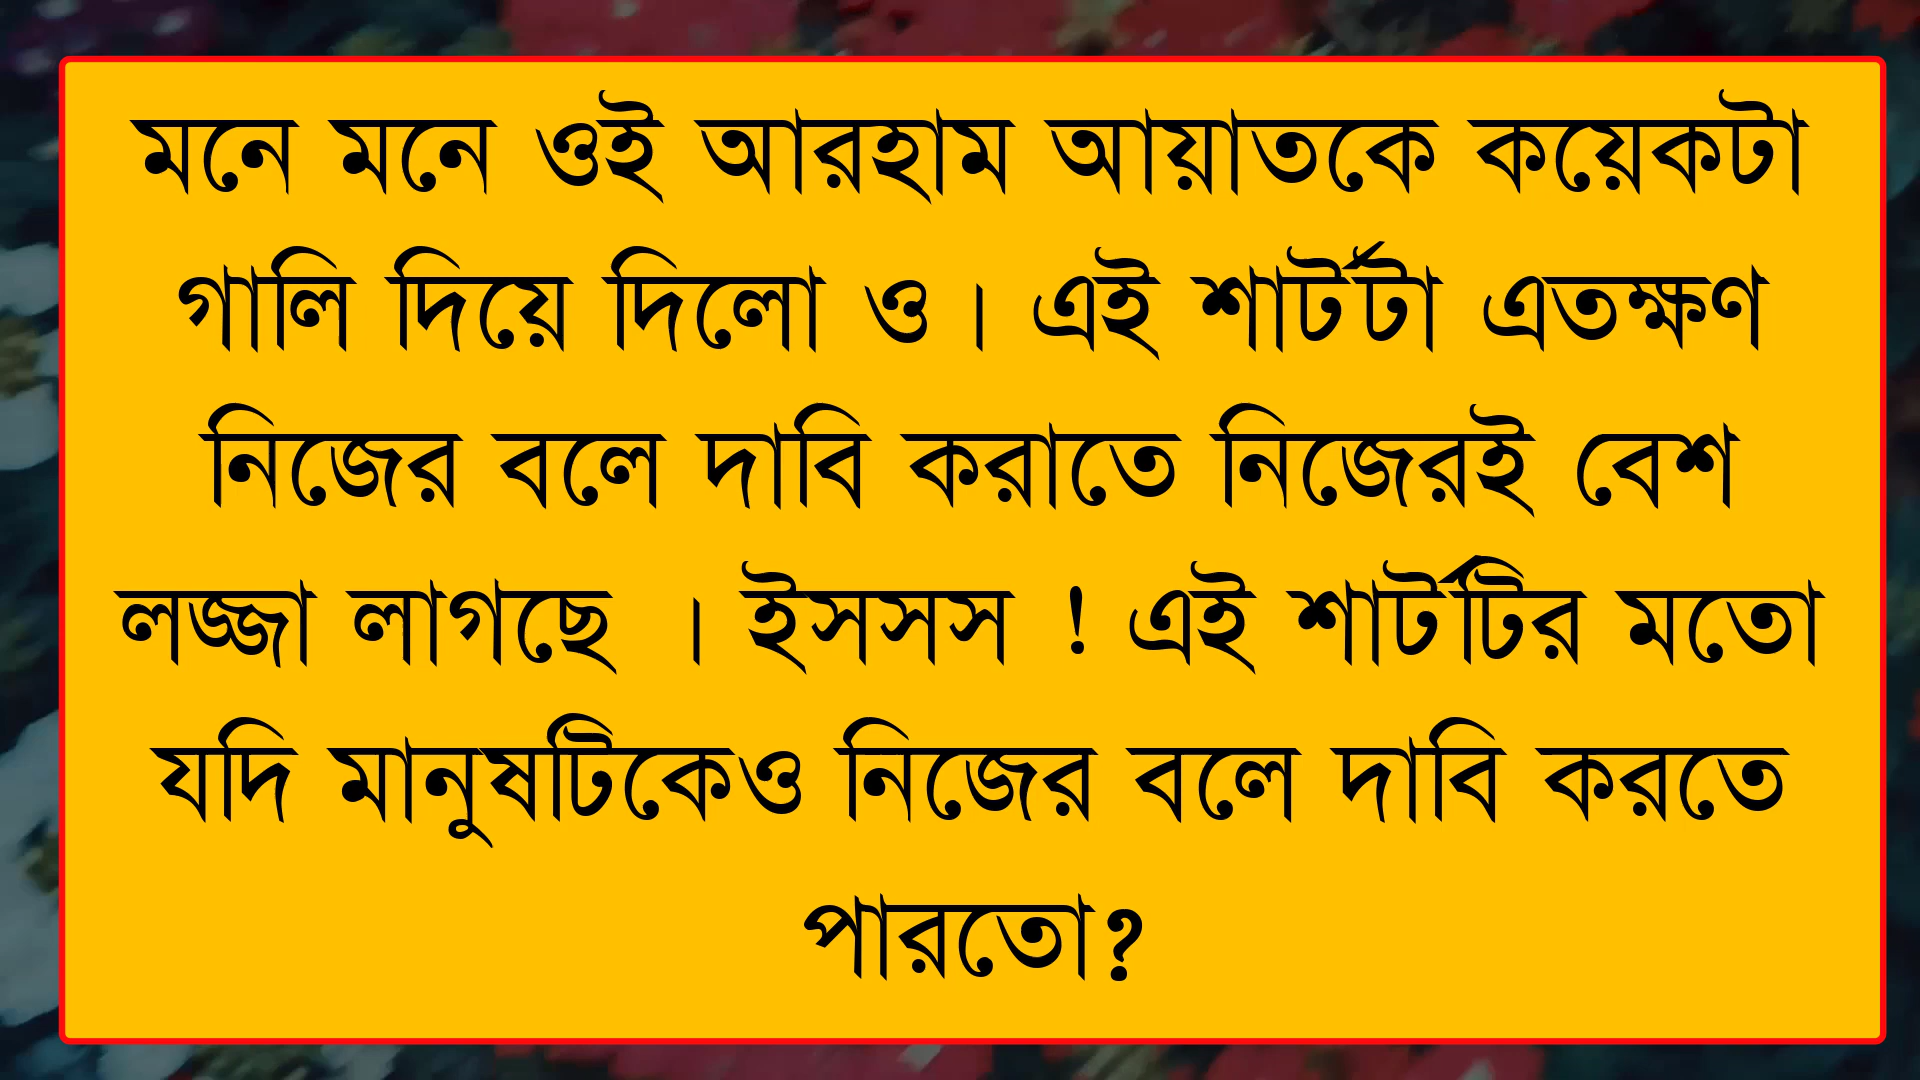 মনে মনে ওই আরহাম আয়াতকে কয়েকটা
গালি দিয়ে দিলো ও। এই শার্টটা এতক্ষণ
নিজের বলে দাবি করাতে নিজেরই বেশ
লজ্জা লাগছে । ইসসস ! এই শার্টটির মতো
যদি মানুষটিকেও নিজের বলে দাবি করতে
পারতো?